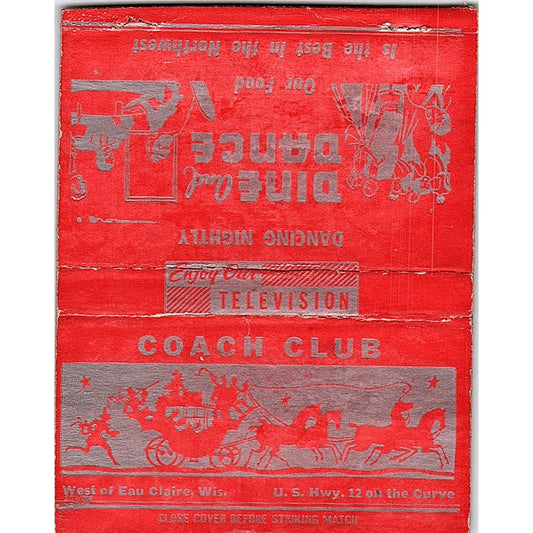 Is the Best in the Northwest
Our Food
DINE and
DANCE
DANCING NIGHTLY
Enjoy Our
TELEVISION
COACH CLUB
West of Eau Claire, Wis. U. S. Hwy. 12 on the Curve
CLOSE COVER BEFORE STRIKING MATCH